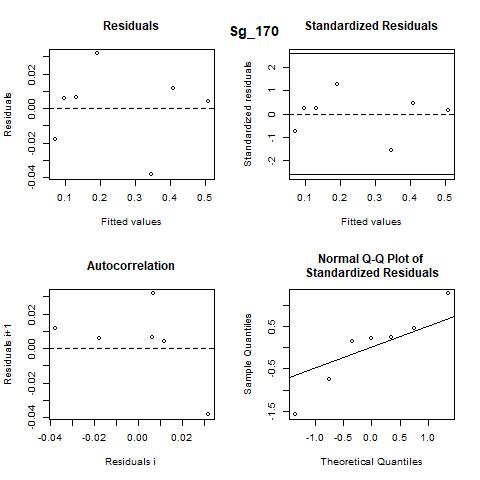 Sg_170
Residuals
Residuals
0.02
0.00
-0.02
-0.04
0.1
0.2
0.3
0.4
0.5
Fitted values
Standardized Residuals
Standardized residuals
2
1
0
-1
-2
0.1
0.2
0.3
0.4
0.5
Fitted values
Autocorrelation
Residuals i+1
0.02
0.00
-0.02
-0.04
-0.04
-0.02
0.00
0.02
Residuals i
Normal Q-Q Plot of
Standardized Residuals
Sample Quantiles
0.5
-0.5
-1.5
-1.0
0.0
1.0
Theoretical Quantiles